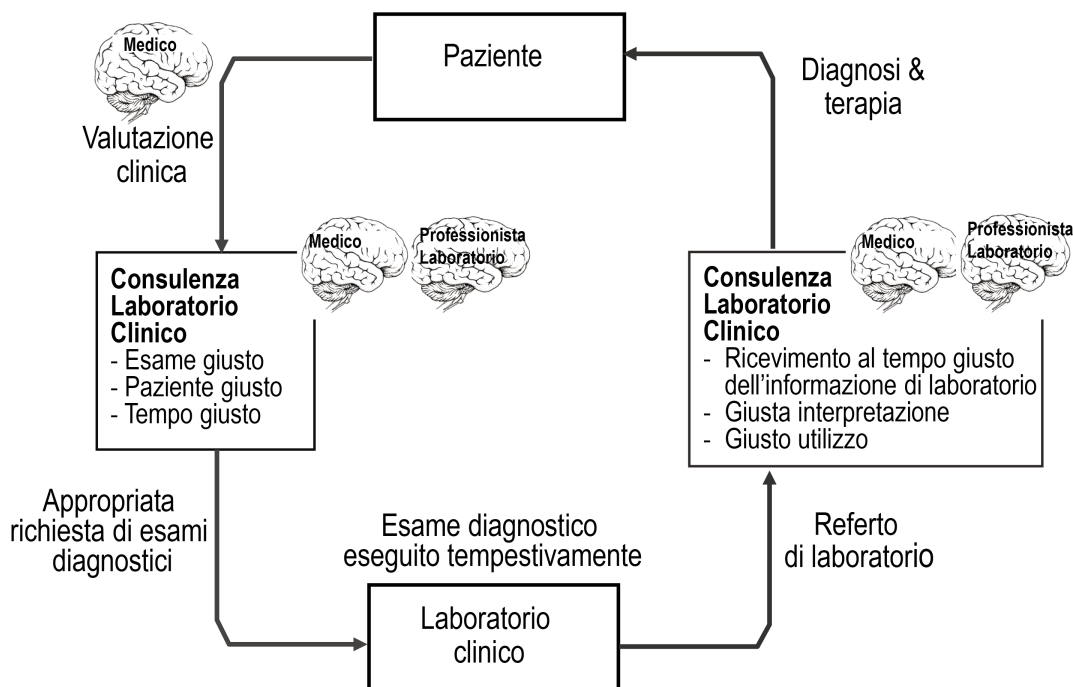 Medico
Paziente
Diagnosi &
terapia
Valutazione
clinica
Medico
Professionista
Laboratorio
Consulenza
Laboratorio
Clinico
- Esame giusto
- Paziente giusto
- Tempo giusto
Medico
Professionista
Laboratorio
Consulenza
Laboratorio
Clinico
- Ricevimento al tempo giusto
dell'informazione di laboratorio
- Giusta interpretazione
- Giusto utilizzo
Appropriata
richiesta di esami
diagnostici
Esame diagnostico
eseguito tempestivamente
Referto
di laboratorio
Laboratorio
clinico